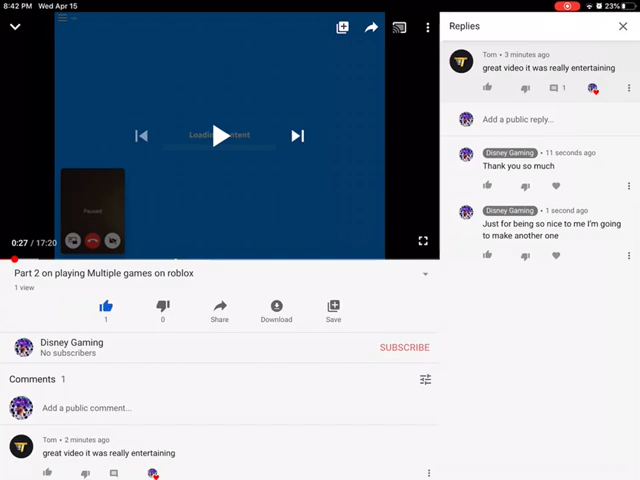 8:42 PM Wed Apr 15
23%
Loading Content
Paused
0:27 / 17:20
Part 2 on playing Multiple games on roblox
1 view
1
0
Share
Download
Save
Disney Gaming
No subscribers
SUBSCRIBE
Comments 1
Add a public comment...
Tom • 2 minutes ago
great video it was really entertaining
Replies
Tom • 3 minutes ago
great video it was really entertaining
1
Add a public reply...
Disney Gaming • 11 seconds ago
Thank you so much
Disney Gaming • 1 second ago
Just for being so nice to me I'm going
to make another one